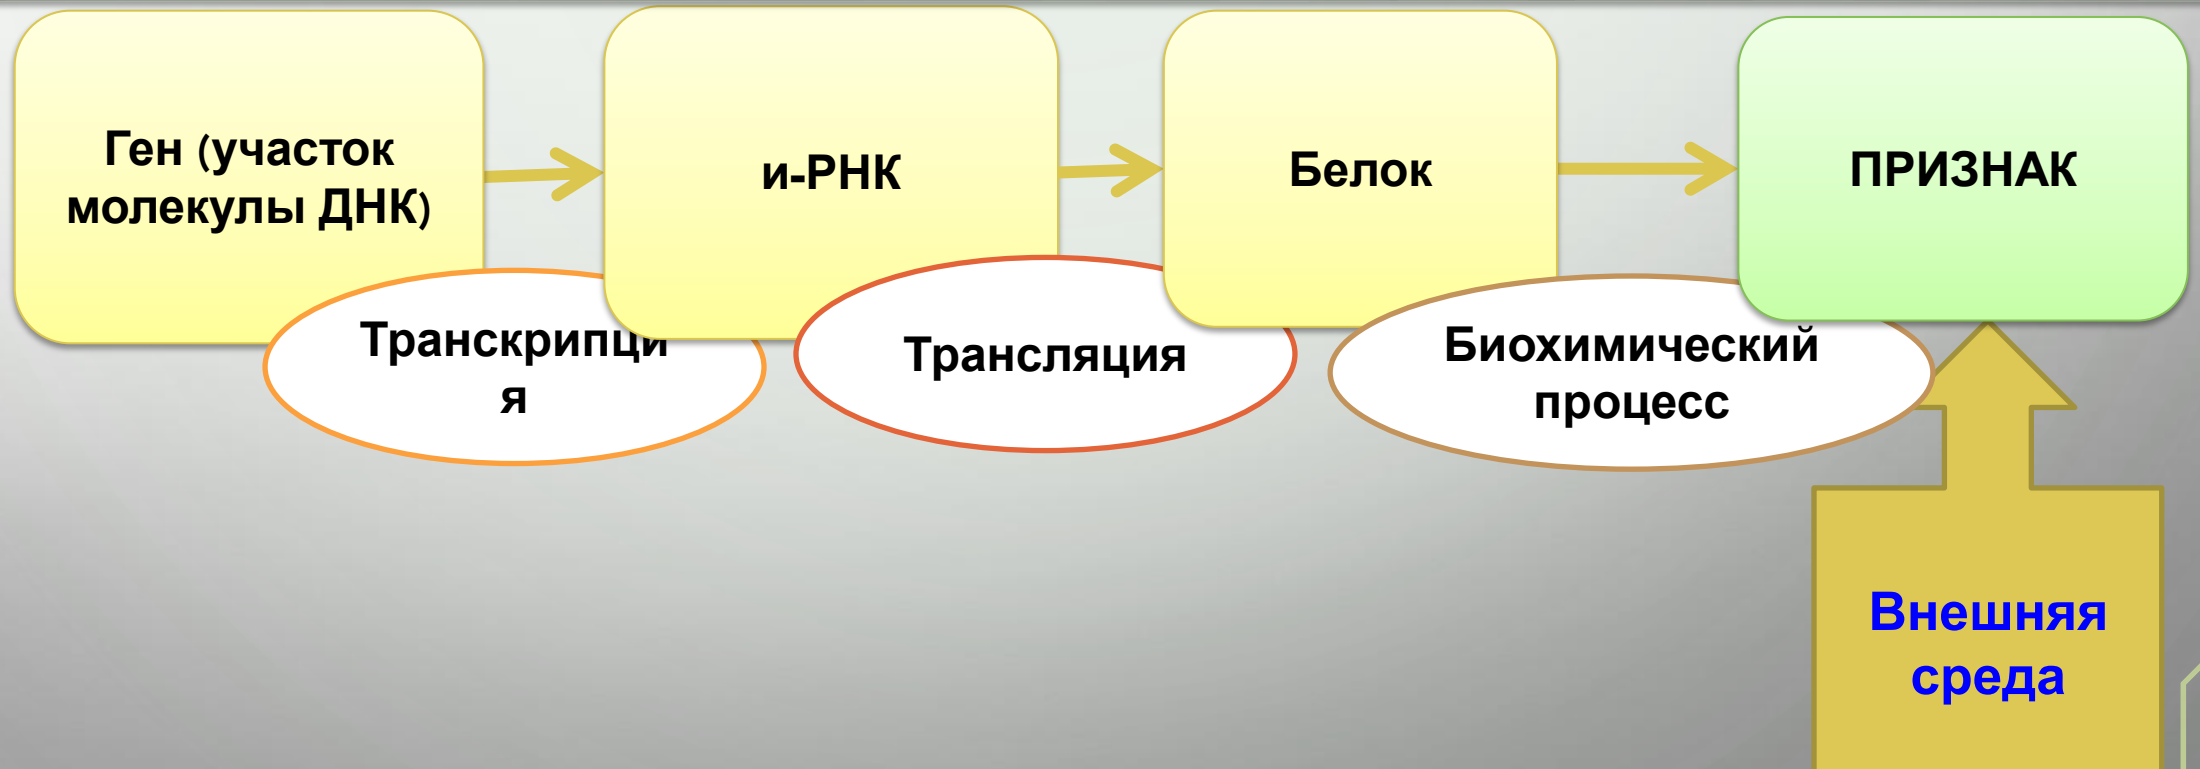 Ген (участок
молекулы ДНК)
и-РНК
Белок
ПРИЗНАК
Транскрипци
я
Трансляция
Биохимический
процесс
Внешняя
среда